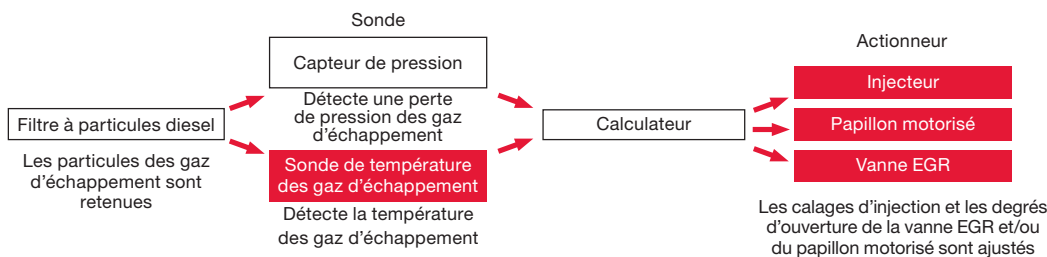 Sonde
Capteur de pression
Détecte une perte
de pression des gaz
d'échappement
Filtre à particules diesel
Les particules des gaz
d'échappement sont
retenues
Sonde de température
des gaz d'échappement
Détecte la température
des gaz d'échappement
Calculateur
Actionneur
Injecteur
Papillon motorisé
Vanne EGR
Les calages d'injection et les degrés
d'ouverture de la vanne EGR et/ou
du papillon motorisé sont ajustés